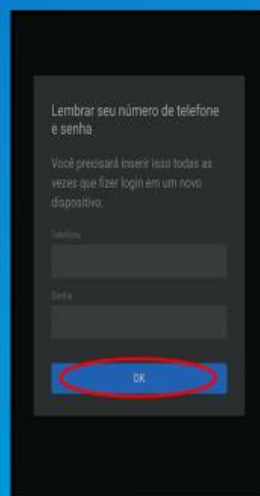 Lembrar seu número de telefone
e senha
Você precisará inserir isso todas as
vezes que fizer login em um novo
dispositivo.
Telefone
Senha
OK